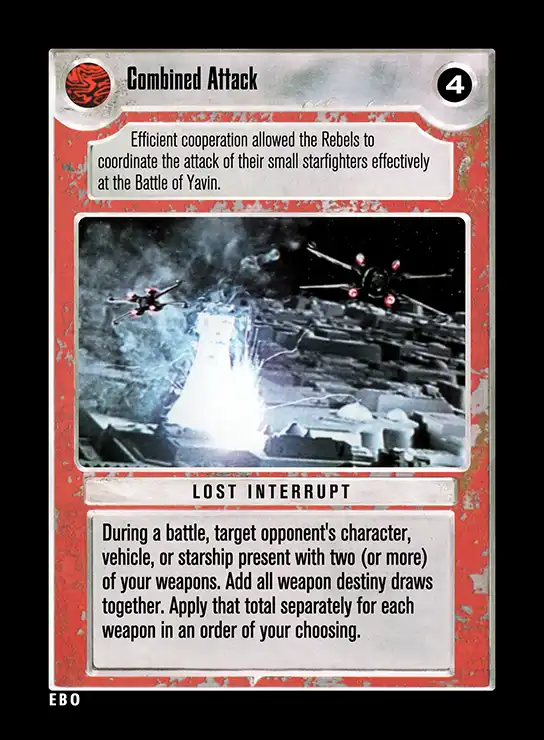 Combined Attack
4
Efficient cooperation allowed the Rebels to
coordinate the attack of their small starfighters effectively
at the Battle of Yavin.
LOST INTERRUPT
During a battle, target opponent's character,
vehicle, or starship present with two (or more)
of your weapons. Add all weapon destiny draws
together. Apply that total separately for each
weapon in an order of your choosing.
EBO